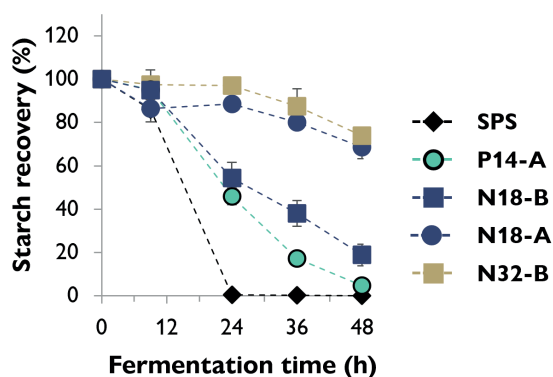 Starch recovery (%)
120
100
80
60
40
20
0
0 12 24 36 48
Fermentation time (h)
SPS
P14-A
N18-B
N18-A
N32-B